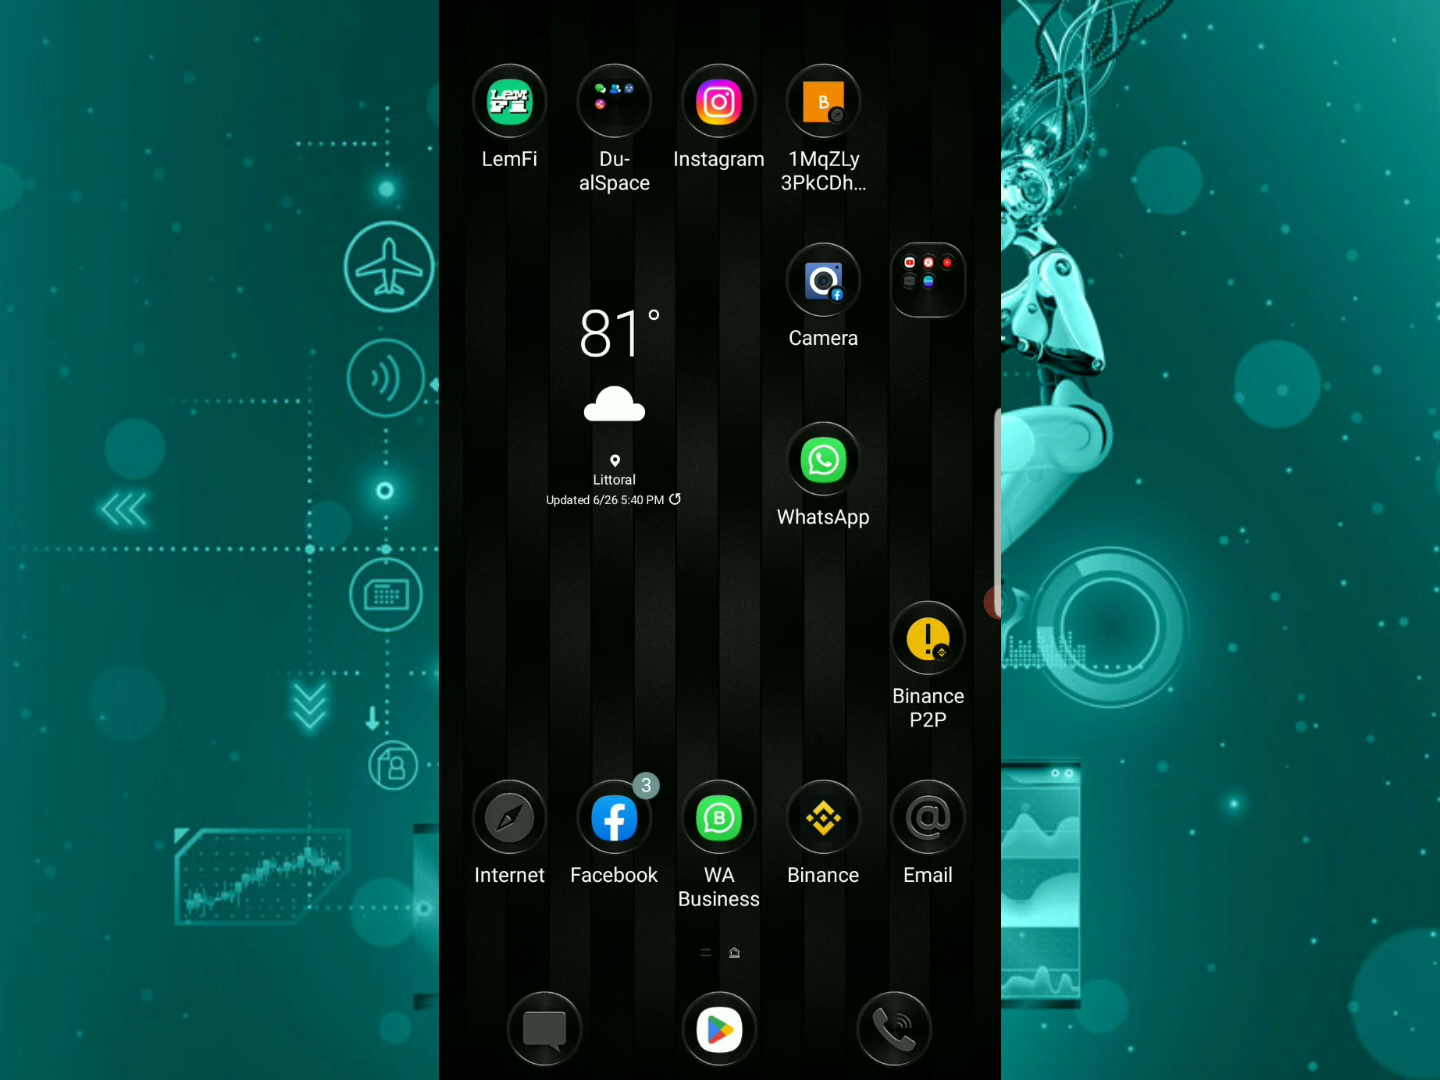 LEMFI
B
LemFi
Du-
alSpace
Instagram
1MqZLy
3PkCDh...
81°
Camera
Littoral
Updated 6/26 5:40 PM
WhatsApp
!
Binance
P2P
3
f
B
@
Internet
Facebook
WA
Business
Binance
Email